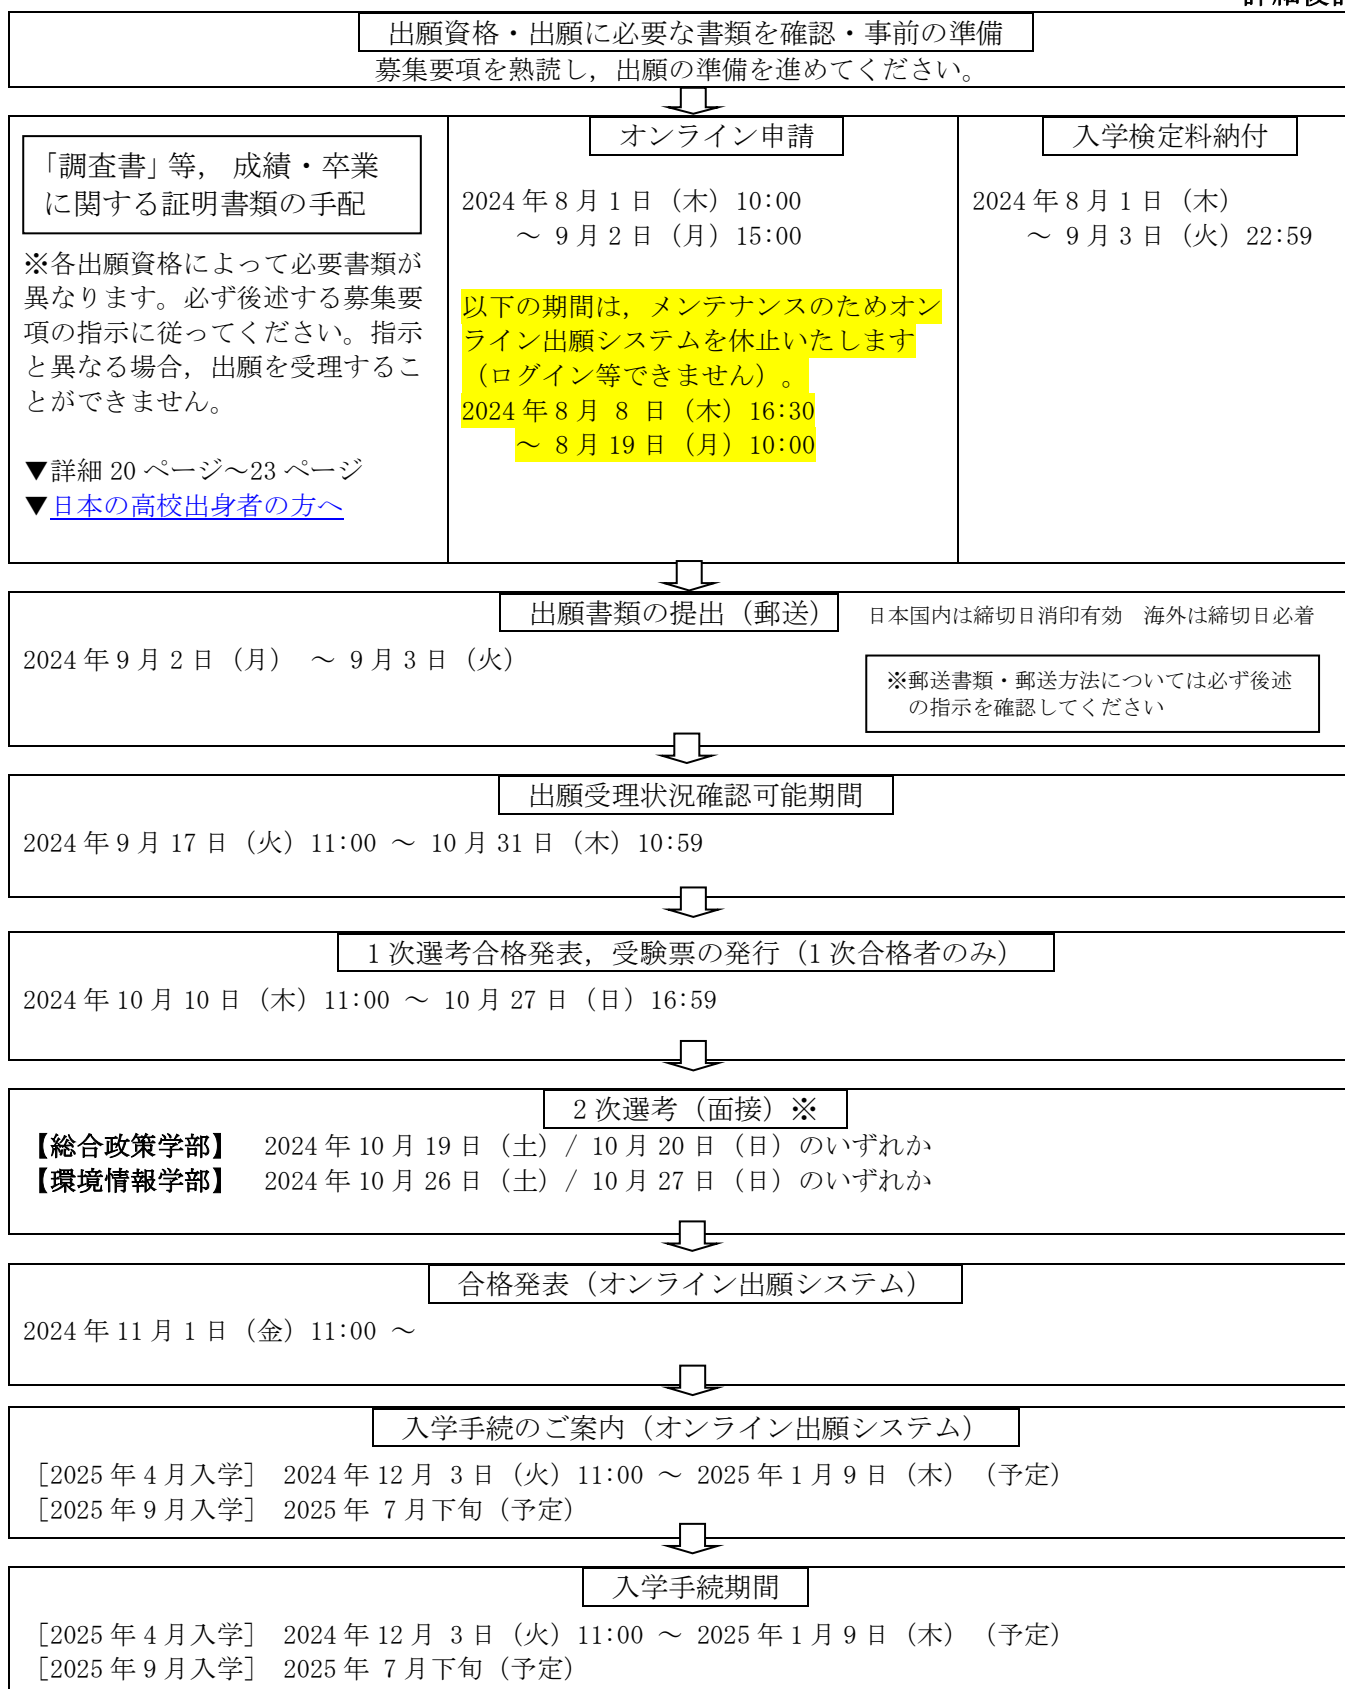 出願資格・出願に必要な書類を確認・事前の準備
募集要項を熟読し，出願の準備を進めてください。
「調査書」等， 成績・卒業
に関する証明書類の手配
※各出願資格によって必要書類が
異なります。必ず後述する募集要
項の指示に従ってください。指示
と異なる場合，出願を受理するこ
とができません。
▼詳細 20 ページ～23 ページ
▼日本の高校出身者の方へ
オンライン申請
2024 年 8 月 1 日（木）10:00
～ 9 月 2 日（月）15:00
以下の期間は，メンテナンスのためオン
ライン出願システムを休止いたします
（ログイン等できません）。
2024 年 8 月 8 日（木）16:30
～ 8 月 19 日（月）10:00
入学検定料納付
2024 年 8 月 1 日（木）
～ 9 月 3 日（火）22:59
出願書類の提出（郵送） 日本国内は締切日消印有効 海外は締切日必着
2024 年 9 月 2 日（月） ～ 9 月 3 日（火）
※郵送書類・郵送方法については必ず後述
の指示を確認してください
出願受理状況確認可能期間
2024 年 9 月 17 日（火）11:00 ～ 10 月 31 日（木）10:59
1 次選考合格発表，受験票の発行（1 次合格者のみ）
2024 年 10 月 10 日（木）11:00 ～ 10 月 27 日（日）16:59
2 次選考（面接）※
【総合政策学部】 2024 年 10 月 19 日（土）/ 10 月 20 日（日）のいずれか
【環境情報学部】 2024 年 10 月 26 日（土）/ 10 月 27 日（日）のいずれか
合格発表（オンライン出願システム）
2024 年 11 月 1 日（金）11:00 ～
入学手続のご案内（オンライン出願システム）
［2025 年 4 月入学］ 2024 年 12 月 3 日（火）11:00 ～ 2025 年 1 月 9 日（木）（予定）
［2025 年 9 月入学］ 2025 年 7 月下旬（予定）
入学手続期間
［2025 年 4 月入学］ 2024 年 12 月 3 日（火）11:00 ～ 2025 年 1 月 9 日（木）（予定）
［2025 年 9 月入学］ 2025 年 7 月下旬（予定）